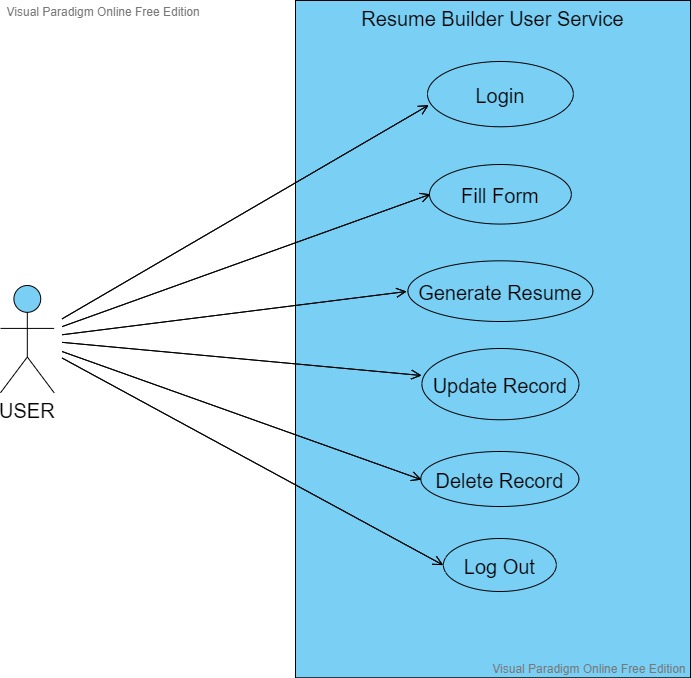 Visual Paradigm Online Free Edition
Resume Builder User Service
Login
Fill Form
Generate Resume
Update Record
USER
Delete Record
Log Out
Visual Paradigm Online Free Edition